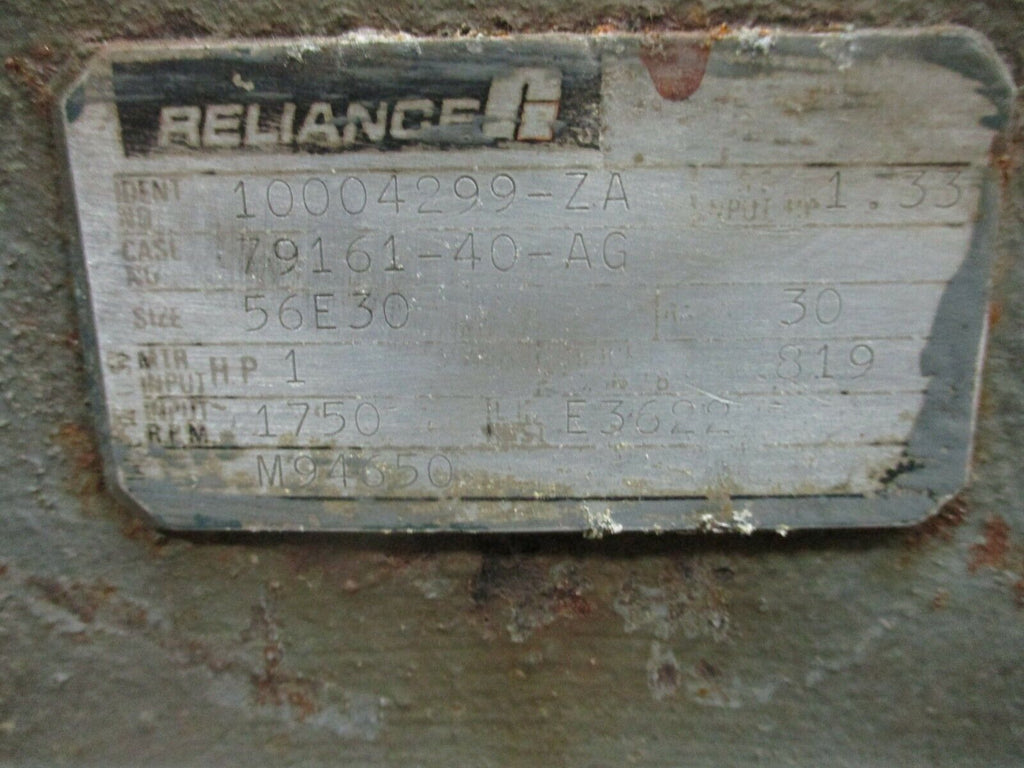 RELIANCE
IDENT NO. 10004299-ZA INPUT HP 1.33
CASE NO. 79161-40-AG
SIZE 56E30 30
MTR INPUT HP 1 819
INPUT R.P.M. 1750 E3622
M94650